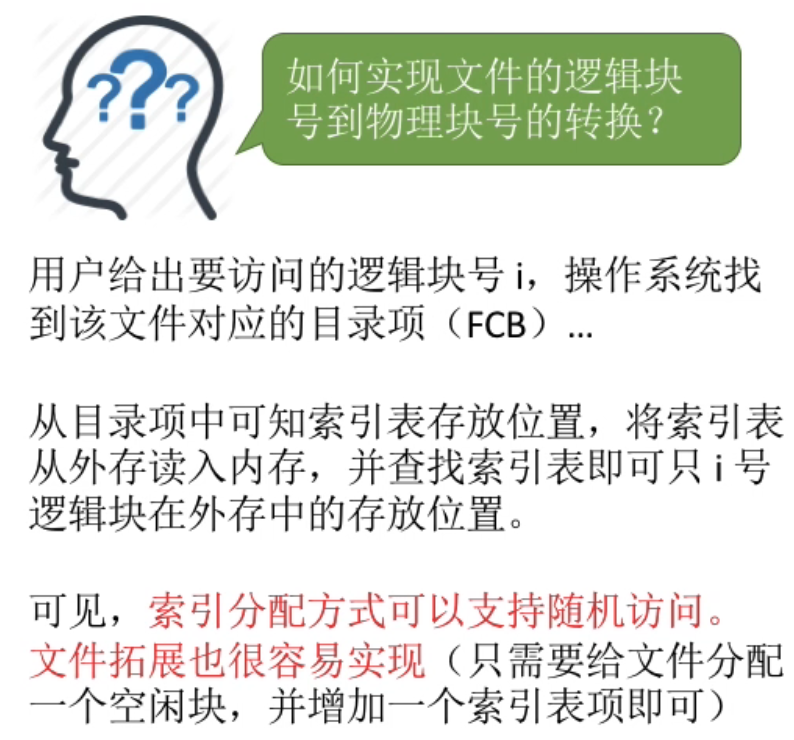 ???
如何实现文件的逻辑块
号到物理块号的转换？
用户给出要访问的逻辑块号 i，操作系统找
到该文件对应的目录项（FCB）...
从目录项中可知索引表存放位置，将索引表
从外存读入内存，并查找索引表即可只 i 号
逻辑块在外存中的存放位置。
可见，索引分配方式可以支持随机访问。
文件拓展也很容易实现（只需要给文件分配
一个空闲块，并增加一个索引表项即可）